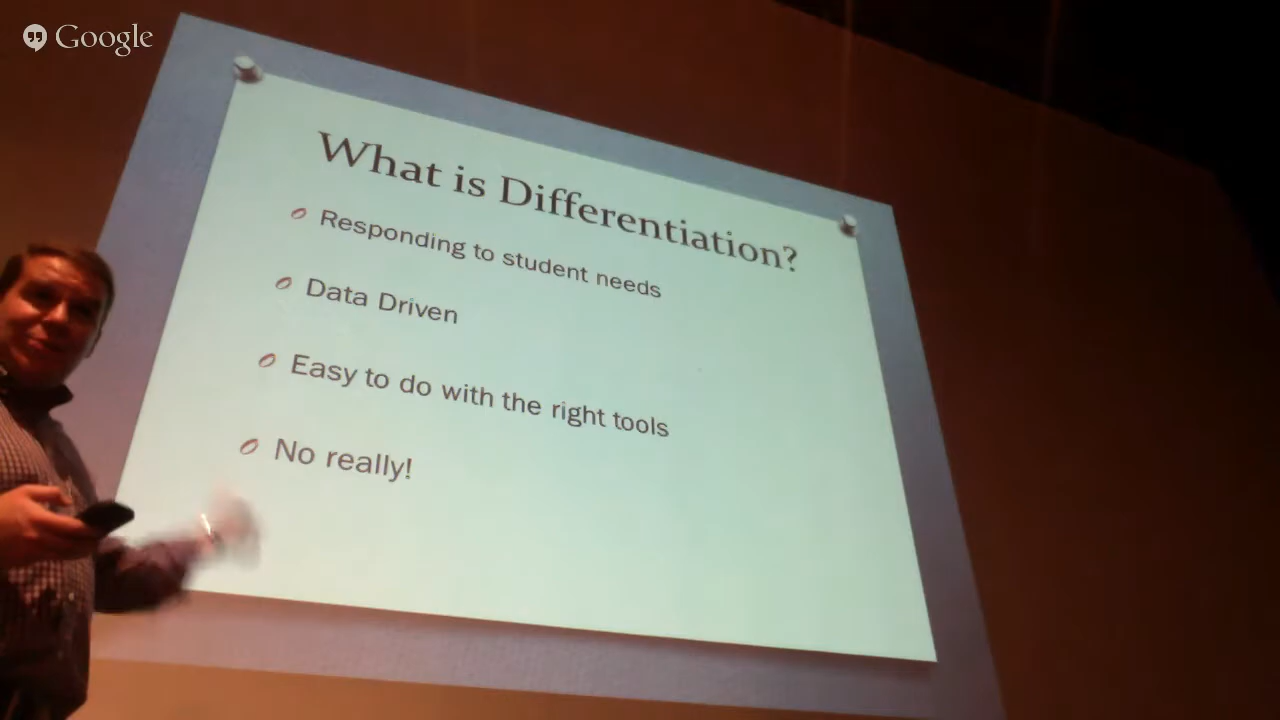 Google
What is Differentiation?
Responding to student needs
Data Driven
Easy to do with the right tools
No really!